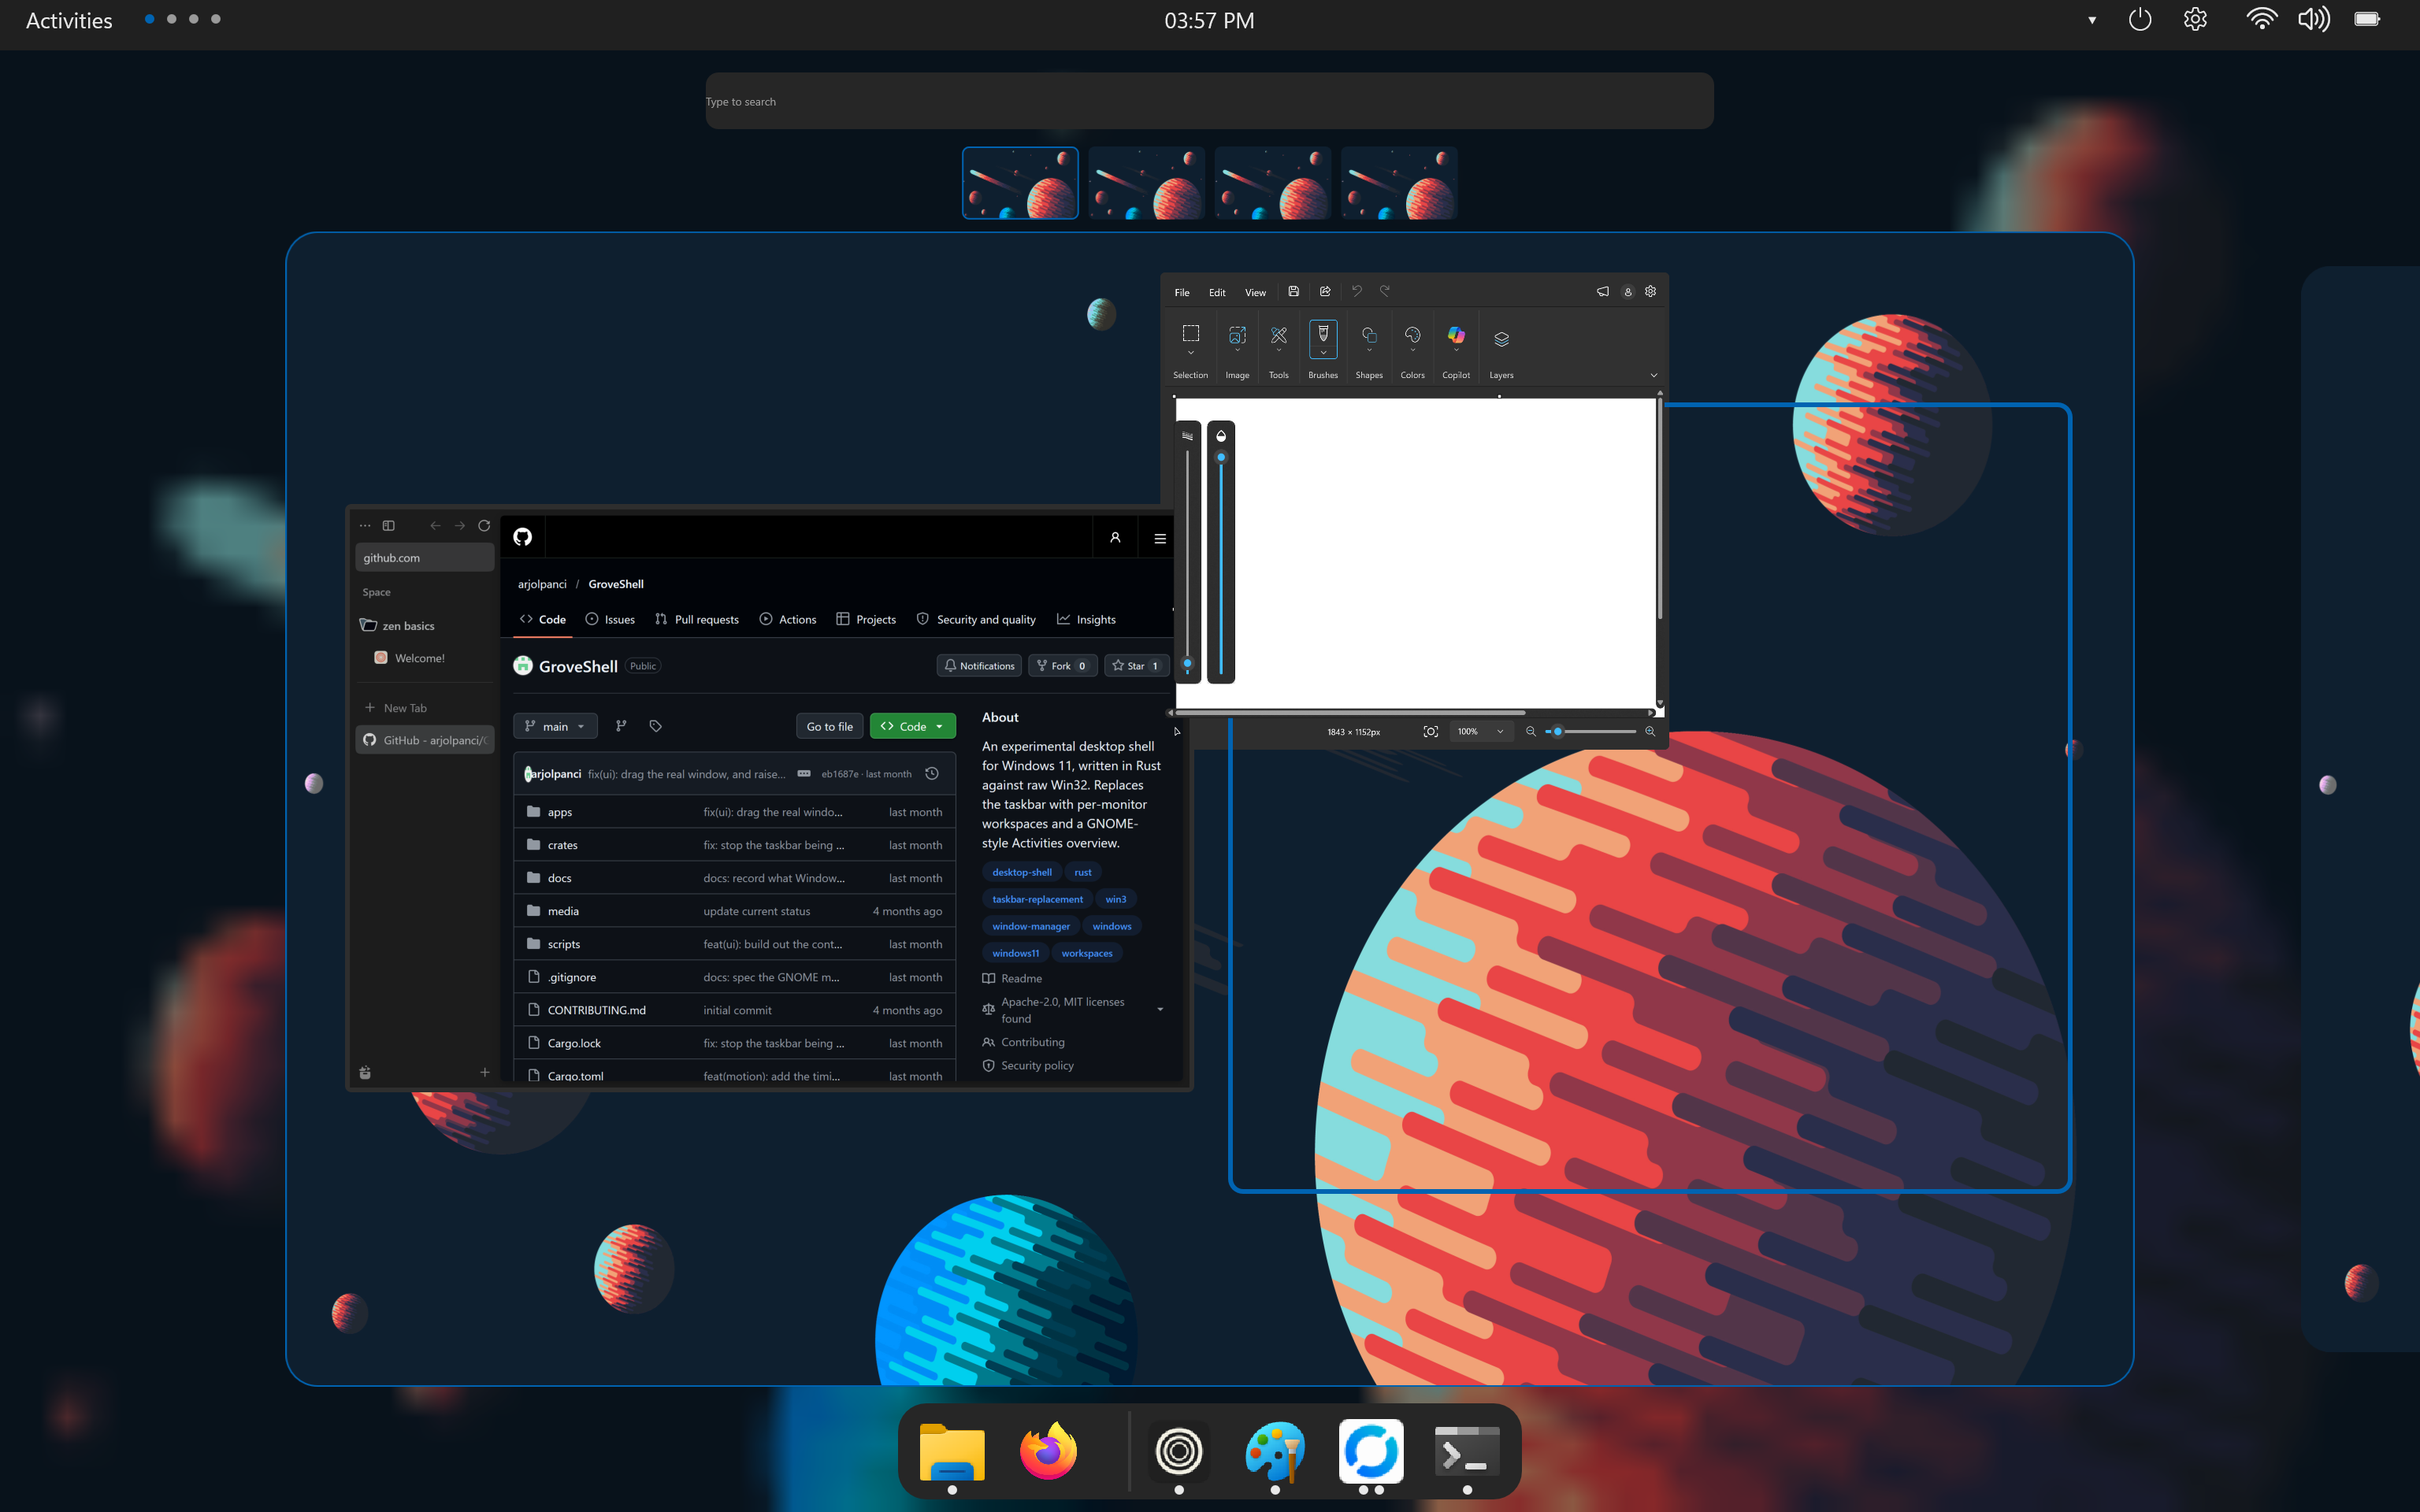 Activities
03:57 PM
Type to search
File Edit View
Selection Image Tools Brushes Shapes Colors Copilot Layers
1843 × 1152px
100%
github.com
Space
zen basics
Welcome!
New Tab
GitHub - arjolpanci/
arjolpanci / GroveShell
Code Issues Pull requests Actions Projects Security and quality Insights
GroveShell Public
Notifications Fork 0 Star 1
main Go to file Code
arjolpanci fix(ui): drag the real window, and raise... eb1687e · last month
apps fix(ui): drag the real windo... last month
crates fix: stop the taskbar being ... last month
docs docs: record what Window... last month
media update current status 4 months ago
scripts feat(ui): build out the cont... last month
.gitignore docs: spec the GNOME m... last month
CONTRIBUTING.md initial commit 4 months ago
Cargo.lock fix: stop the taskbar being ... last month
Cargo.toml feat(motion): add the timi... last month
About
An experimental desktop shell
for Windows 11, written in Rust
against raw Win32. Replaces
the taskbar with per-monitor
workspaces and a GNOME-
style Activities overview.
desktop-shell rust
taskbar-replacement win3
window-manager windows
windows11 workspaces
Readme
Apache-2.0, MIT licenses
found
Contributing
Security policy